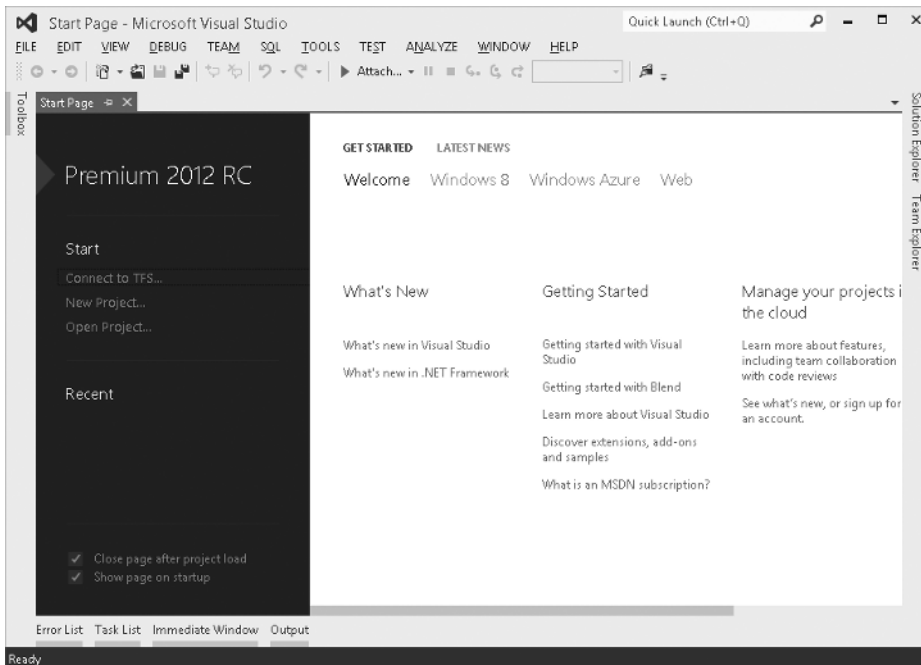 Start Page - Microsoft Visual Studio
Quick Launch (Ctrl+Q)
FILE EDIT VIEW DEBUG TEAM SQL TOOLS TEST ANALYZE WINDOW HELP
Attach...
Toolbox
Start Page
Premium 2012 RC
Start
Connect to TFS...
New Project...
Open Project...
Recent
Close page after project load
Show page on startup
GET STARTED LATEST NEWS
Welcome Windows 8 Windows Azure Web
What's New
What's new in Visual Studio
What's new in .NET Framework
Getting Started
Getting started with Visual
Studio
Getting started with Blend
Learn more about Visual Studio
Discover extensions, add-ons
and samples
What is an MSDN subscription?
Manage your projects i
the cloud
Learn more about features,
including team collaboration
with code reviews
See what's new, or sign up for
an account.
Solution Explorer
Team Explorer
Error List Task List Immediate Window Output
Ready